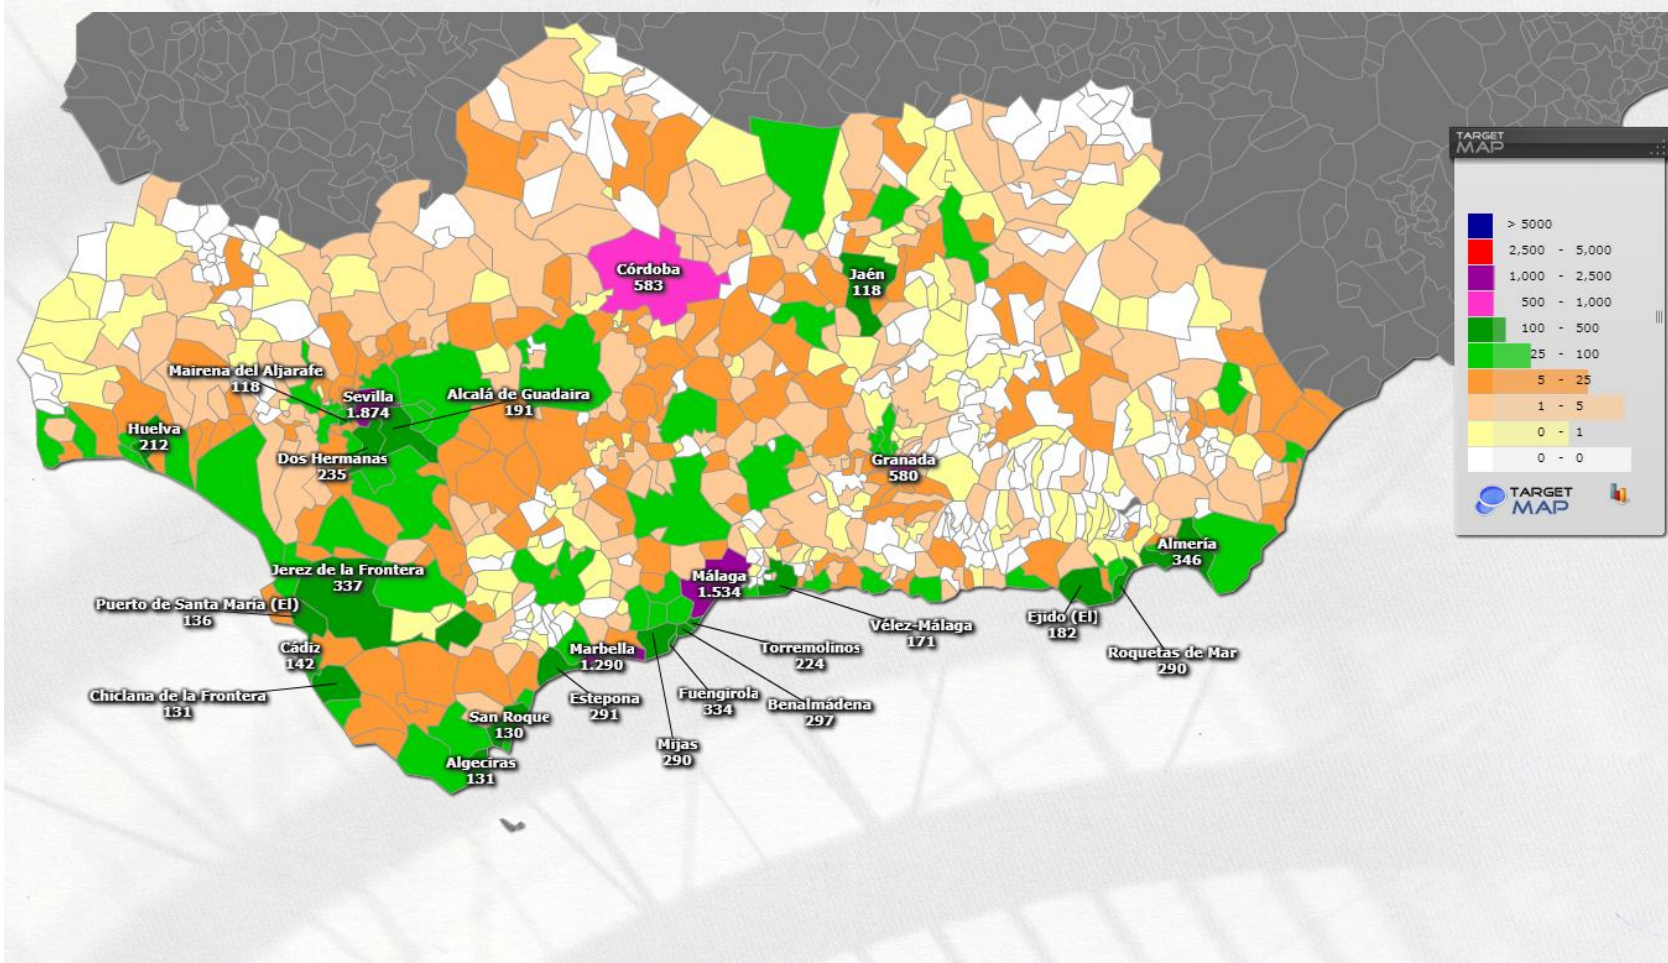 TARGET
MAP
> 5000
2,500 - 5,000
1,000 - 2,500
500 - 1,000
100 - 500
25 - 100
5 - 25
1 - 5
0 - 1
0 - 0
TARGET
MAP
Córdoba
583
Jaén
118
Mairena del Aljarafe
118
Sevilla
1.874
Alcalá de Guadaira
191
Huelva
212
Dos Hermanas
235
Granada
580
Almería
346
Jerez de la Frontera
337
Málaga
1.534
Puerto de Santa María (El)
136
Vélez-Málaga
171
Ejido (El)
182
Cádiz
142
Marbella
1.290
Torremolinos
224
Roquetas de Mar
290
Chiclana de la Frontera
131
Estepona
291
Fuengirola
334
Benalmádena
297
San Roque
130
Mijas
290
Algeciras
131